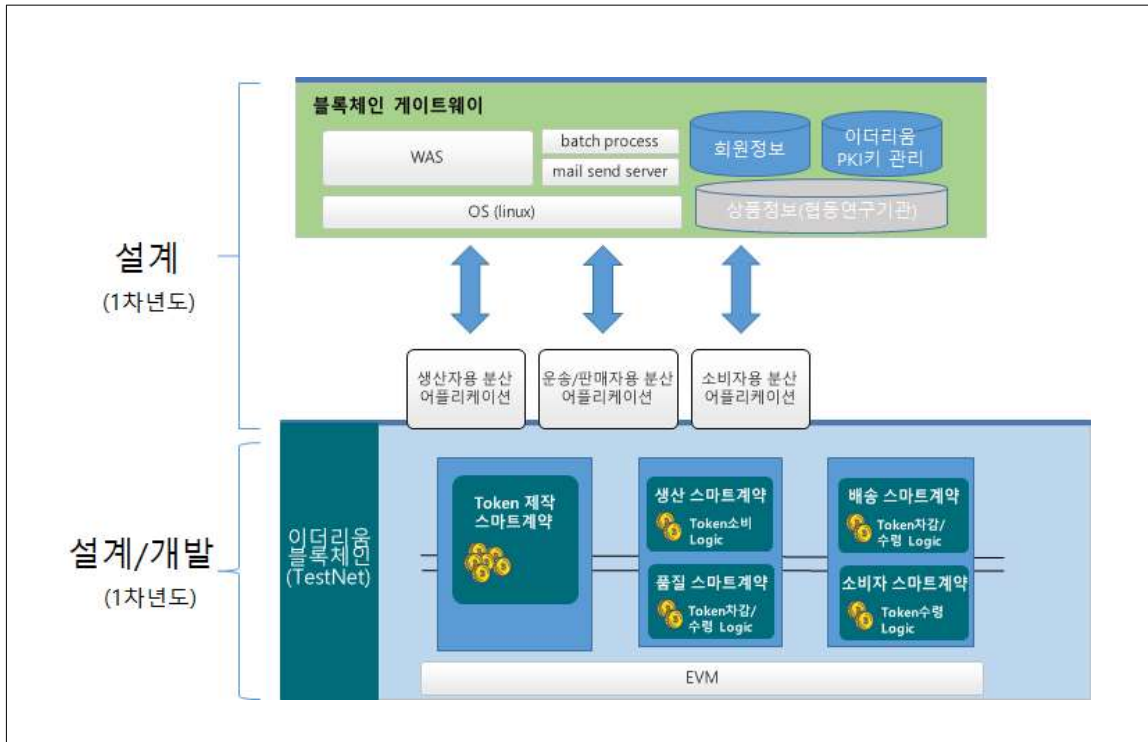 블록체인 게이트웨이
WAS
batch process
mail send server
OS (linux)
회원정보
이더리움
PKI키 관리
상품정보(협동연구기관)
설계
(1차년도)
생산자용 분산
어플리케이션
운송/판매자용 분산
어플리케이션
소비자용 분산
어플리케이션
설계/개발
(1차년도)
이더리움
블록체인
(TestNet)
Token 제작
스마트계약
생산 스마트계약
Token소비
Logic
품질 스마트계약
Token차감/
수령 Logic
배송 스마트계약
Token차감/
수령 Logic
소비자 스마트계약
Token수령
Logic
EVM